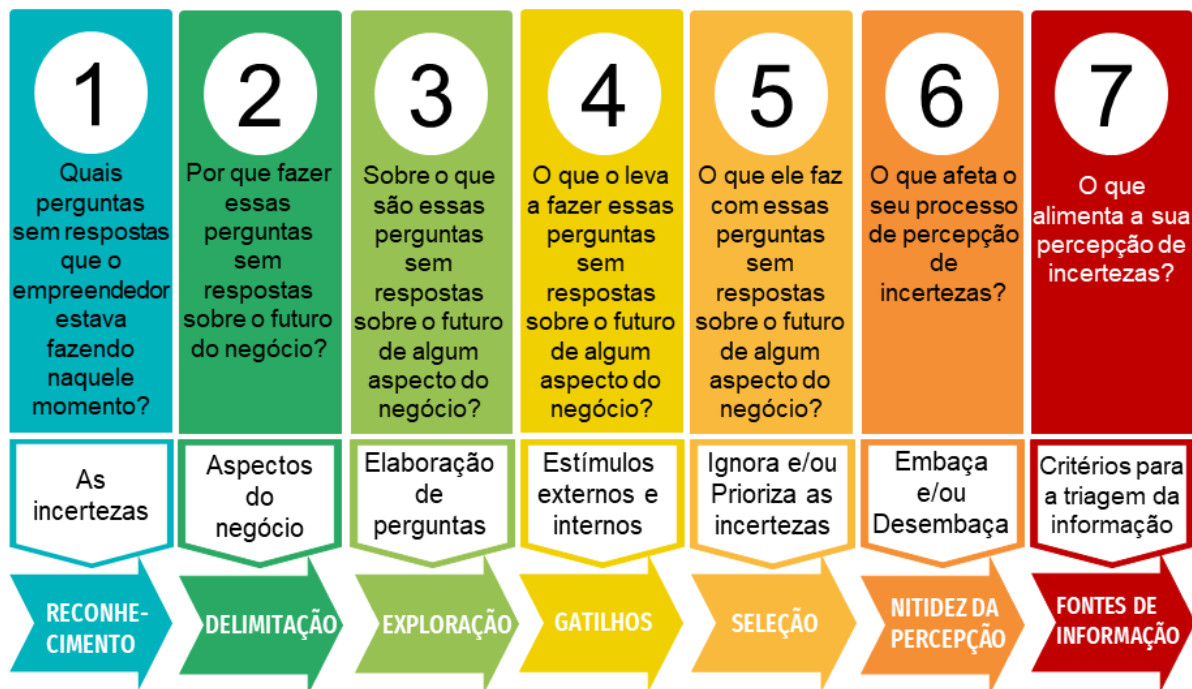 1
Quais
perguntas
sem respostas
que o
empreendedor
estava
fazendo
naquele
momento?
As
incertezas
RECONHE-
CIMENTO
2
Por que fazer
essas
perguntas
sem
respostas
sobre o futuro
do negócio?
Aspectos
do
negócio
DELIMITAÇÃO
3
Sobre o que
são essas
perguntas
sem
respostas
sobre o futuro
de algum
aspecto do
negócio?
Elaboração
de
perguntas
EXPLORAÇÃO
4
O que o leva
a fazer essas
perguntas
sem
respostas
sobre o futuro
de algum
aspecto do
negócio?
Estímulos
externos e
internos
GATILHOS
5
O que ele faz
com essas
perguntas
sem
respostas
sobre o futuro
de algum
aspecto do
negócio?
Ignora e/ou
Prioriza as
incertezas
SELEÇÃO
6
O que afeta o
seu processo
de percepção
de
incertezas?
Embaça
e/ou
Desembaça
NITIDEZ DA
PERCEPÇÃO
7
O que
alimenta a sua
percepção de
incertezas?
Critérios para
a triagem da
informação
FONTES DE
INFORMAÇÃO